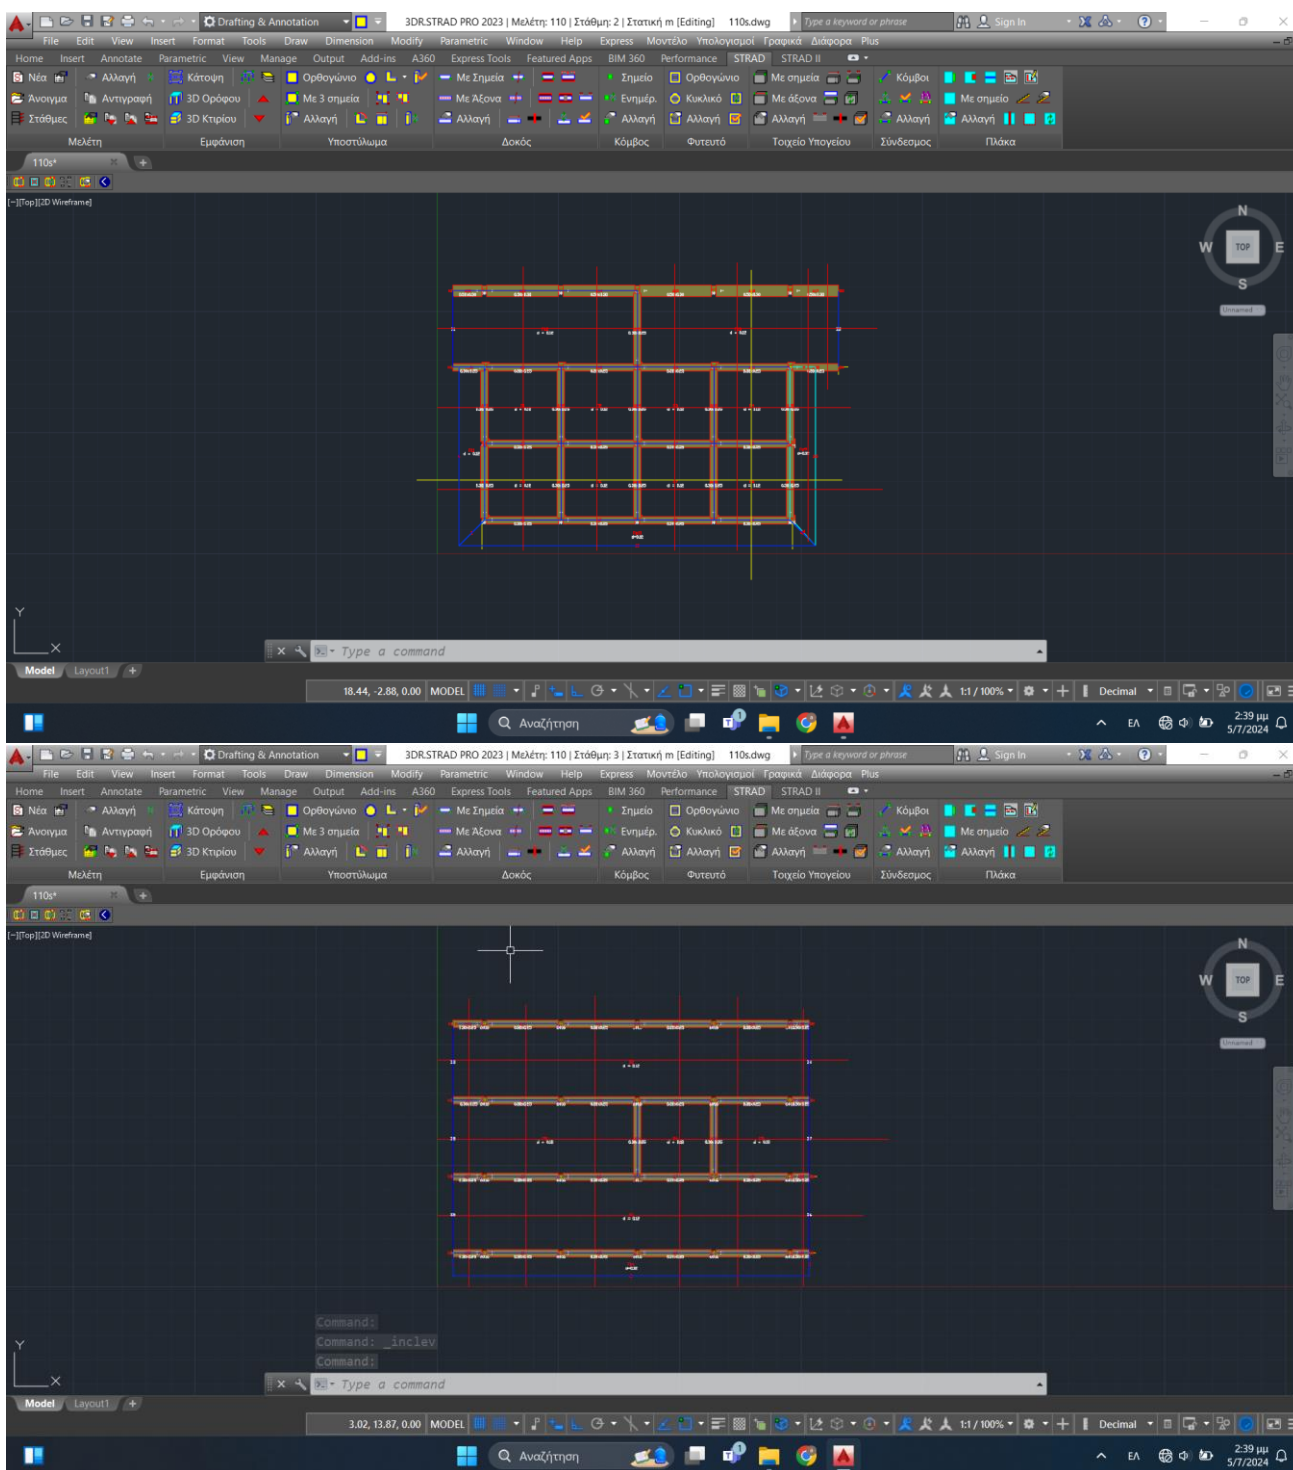 Drafting & Annotation 3DR.STRAD PRO 2023 | Μελέτη: 110 | Στάθμη: 2 | Στατική m [Editing] 110s.dwg Type a keyword or phrase Sign In
File Edit View Insert Format Tools Draw Dimension Modify Parametric Window Help Express Μοντέλο Υπολογισμοί Γραφικά Διάφορα Plus
Home Insert Annotate Parametric View Manage Output Add-ins A360 Express Tools Featured Apps BIM 360 Performance STRAD STRAD II
Νέα Αλλαγή Κάτοψη Ορθογώνιο Με Σημεία Σημείο Ορθογώνιο Με σημεία Κόμβοι
Άνοιγμα Αντιγραφή 3D Ορόφου Με 3 σημεία Με Άξονα Ενημέρ. Κυκλικό Με άξονα Με σημείο
Στάθμες 3D Κτιρίου Αλλαγή Αλλαγή Αλλαγή Αλλαγή Αλλαγή Αλλαγή Αλλαγή
Μελέτη Εμφάνιση Υποστύλωμα Δοκός Κόμβος Φυτευτό Τοιχείο Υπογείου Σύνδεσμος Πλάκα
110s*
[−][Top][2D Wireframe]
N
W TOP E
S
Unnamed
Y
X
Type a command
Model Layout1 +
18.44, -2.88, 0.00 MODEL 1:1 / 100% Decimal
Αναζήτηση ΕΛ 2:39 μμ
5/7/2024
Drafting & Annotation 3DR.STRAD PRO 2023 | Μελέτη: 110 | Στάθμη: 3 | Στατική m [Editing] 110s.dwg Type a keyword or phrase Sign In
File Edit View Insert Format Tools Draw Dimension Modify Parametric Window Help Express Μοντέλο Υπολογισμοί Γραφικά Διάφορα Plus
Home Insert Annotate Parametric View Manage Output Add-ins A360 Express Tools Featured Apps BIM 360 Performance STRAD STRAD II
Νέα Αλλαγή Κάτοψη Ορθογώνιο Με Σημεία Σημείο Ορθογώνιο Με σημεία Κόμβοι
Άνοιγμα Αντιγραφή 3D Ορόφου Με 3 σημεία Με Άξονα Ενημέρ. Κυκλικό Με άξονα Με σημείο
Στάθμες 3D Κτιρίου Αλλαγή Αλλαγή Αλλαγή Αλλαγή Αλλαγή Αλλαγή Αλλαγή
Μελέτη Εμφάνιση Υποστύλωμα Δοκός Κόμβος Φυτευτό Τοιχείο Υπογείου Σύνδεσμος Πλάκα
110s*
[−][Top][2D Wireframe]
N
W TOP E
S
Unnamed
Command:
Command: _inclev
Command:
Y
X
Type a command
Model Layout1 +
3.02, 13.87, 0.00 MODEL 1:1 / 100% Decimal
Αναζήτηση ΕΛ 2:39 μμ
5/7/2024